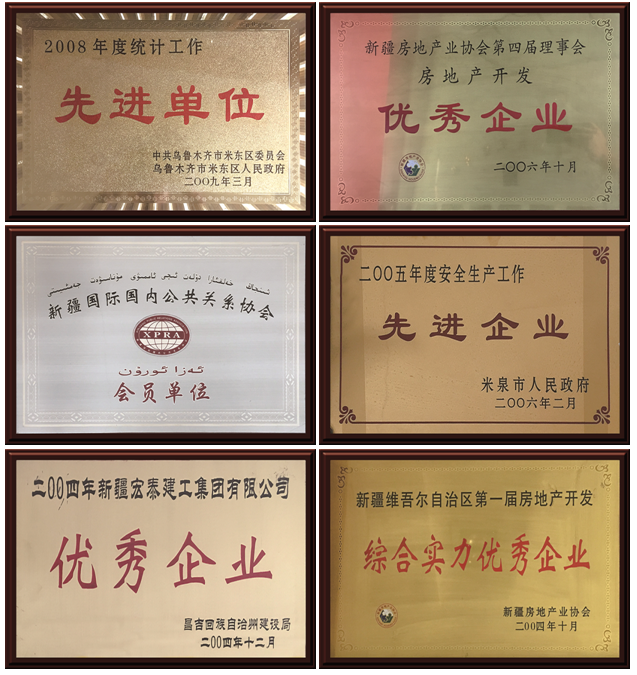 2008年度统计工作
先进单位
中共乌鲁木齐市米东区委员会
乌鲁木齐市米东区人民政府
二〇〇九年三月
新疆房地产业协会第四届理事会
房地产开发
优秀企业
二〇〇六年十月
新疆国际国内公共关系协会
XPRA
ئەزا ئورۇن
会员单位
二〇〇五年度安全生产工作
先进企业
米泉市人民政府
二〇〇六年二月
二〇〇四年新疆宏泰建工集团有限公司
优秀企业
昌吉回族自治州建设局
二〇〇四年十二月
新疆维吾尔自治区第一届房地产开发
综合实力优秀企业
新疆房地产业协会
二〇〇四年十月